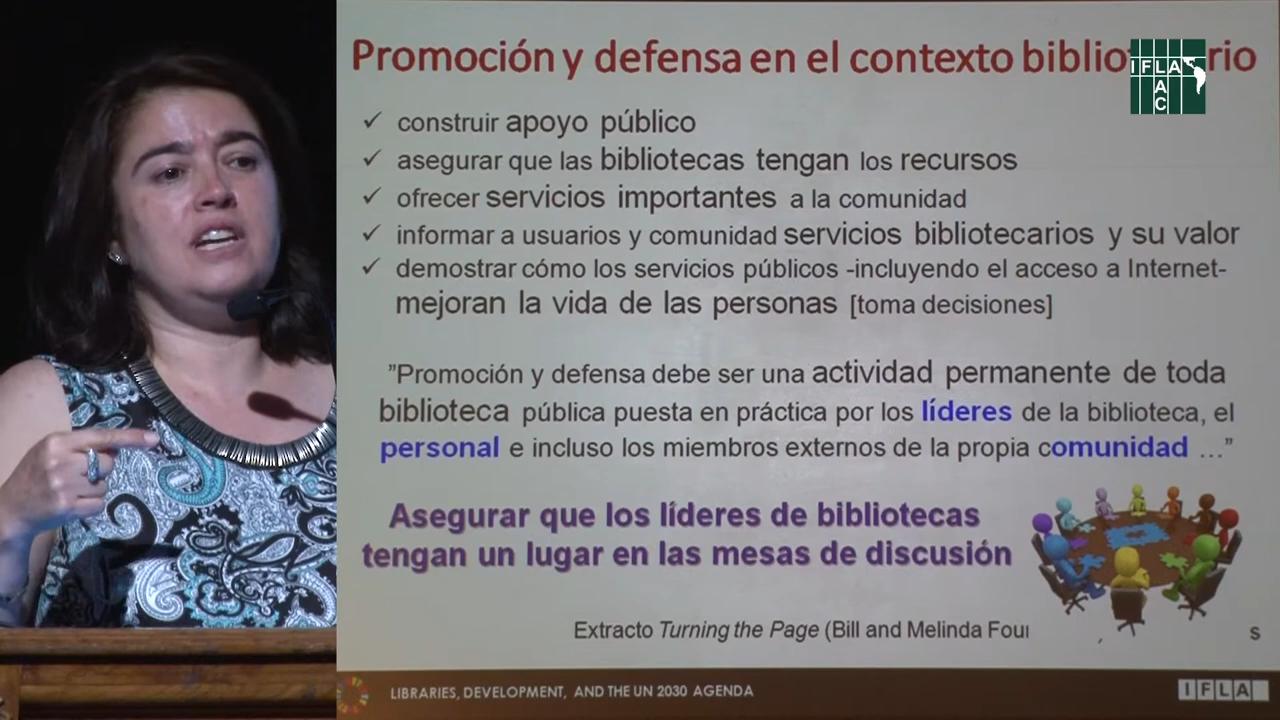 Promoción y defensa en el contexto biblio rio
IFLA
LAC
✓ construir apoyo público
✓ asegurar que las bibliotecas tengan los recursos
✓ ofrecer servicios importantes a la comunidad
✓ informar a usuarios y comunidad servicios bibliotecarios y su valor
✓ demostrar cómo los servicios públicos -incluyendo el acceso a Internet-
mejoran la vida de las personas [toma decisiones]
"Promoción y defensa debe ser una actividad permanente de toda
biblioteca pública puesta en práctica por los líderes de la biblioteca, el
personal e incluso los miembros externos de la propia comunidad …"
Asegurar que los líderes de bibliotecas
tengan un lugar en las mesas de discusión
Extracto Turning the Page (Bill and Melinda s
LIBRARIES, DEVELOPMENT, AND THE UN 2030 AGENDA
IFLA